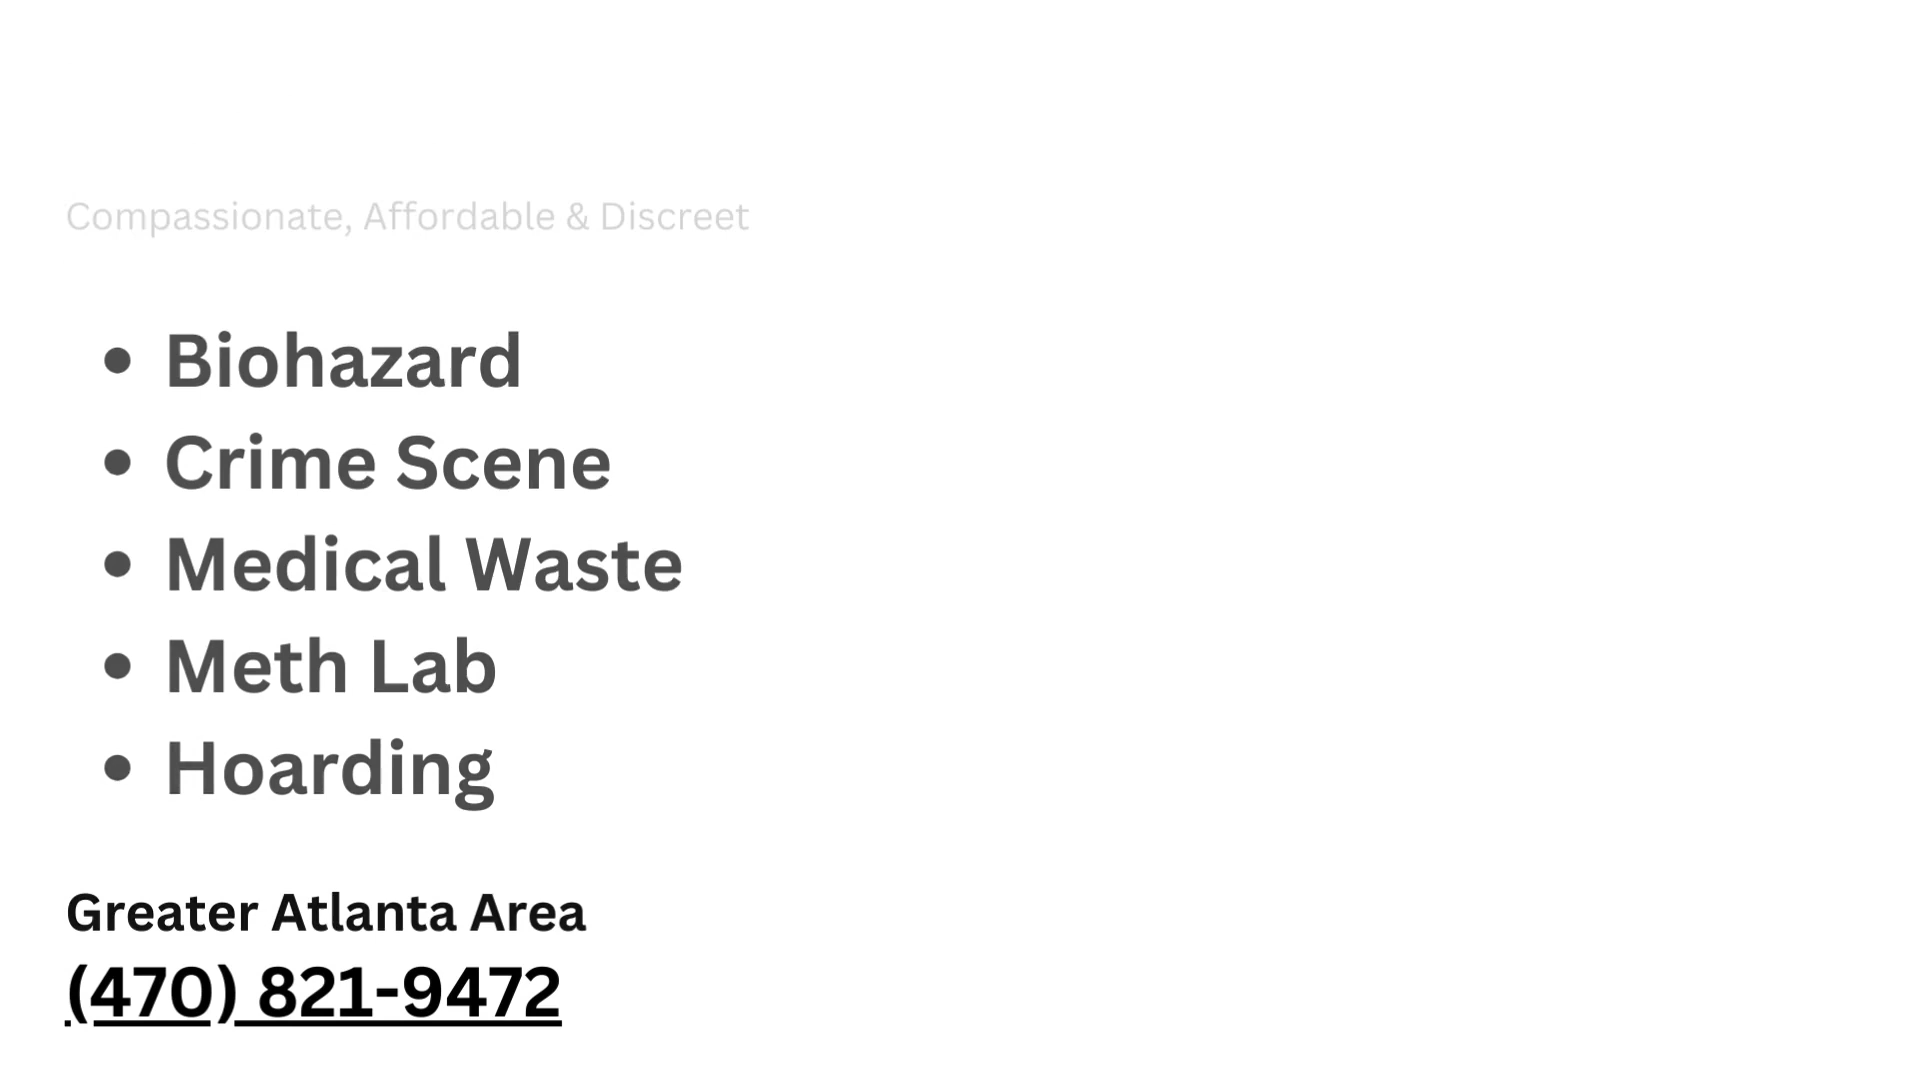 Compassionate, Affordable & Discreet
• Biohazard
• Crime Scene
• Medical Waste
• Meth Lab
• Hoarding
Greater Atlanta Area
(470) 821-9472